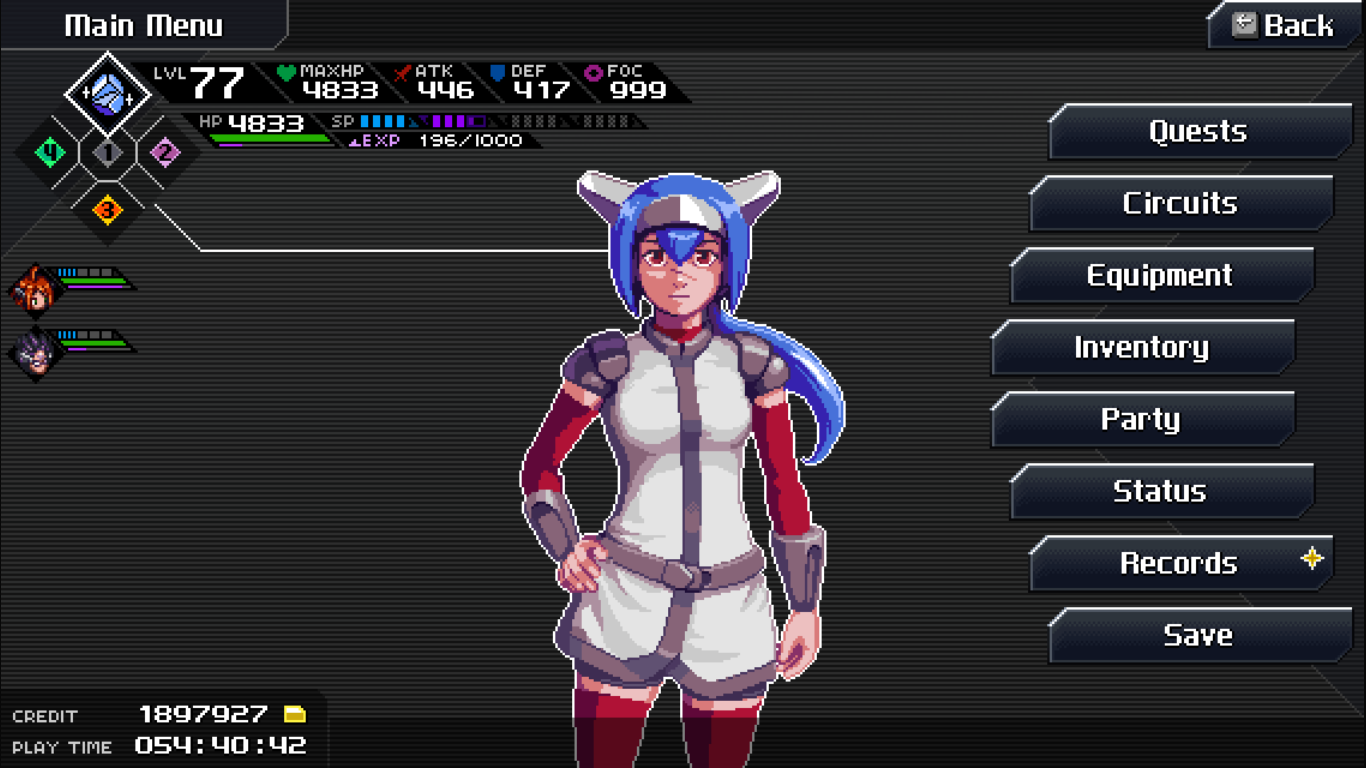 Main Menu
Back
LVL 77 MAXHP 4833 ATK 446 DEF 417 FOC 999
HP 4833 SP
EXP 196/1000
4 1 2
3
Quests
Circuits
Equipment
Inventory
Party
Status
Records
Save
CREDIT 1897927
PLAY TIME 054:40:42